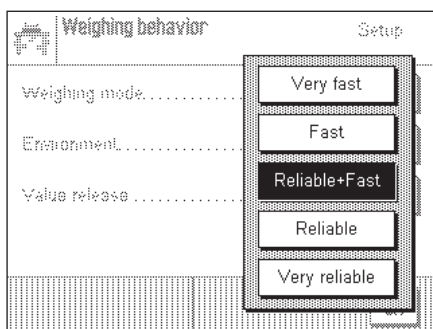 Weighing behavior
Setup
Weighing mode
Very fast
Fast
Environment
Reliable+Fast
Value release
Reliable
Very reliable